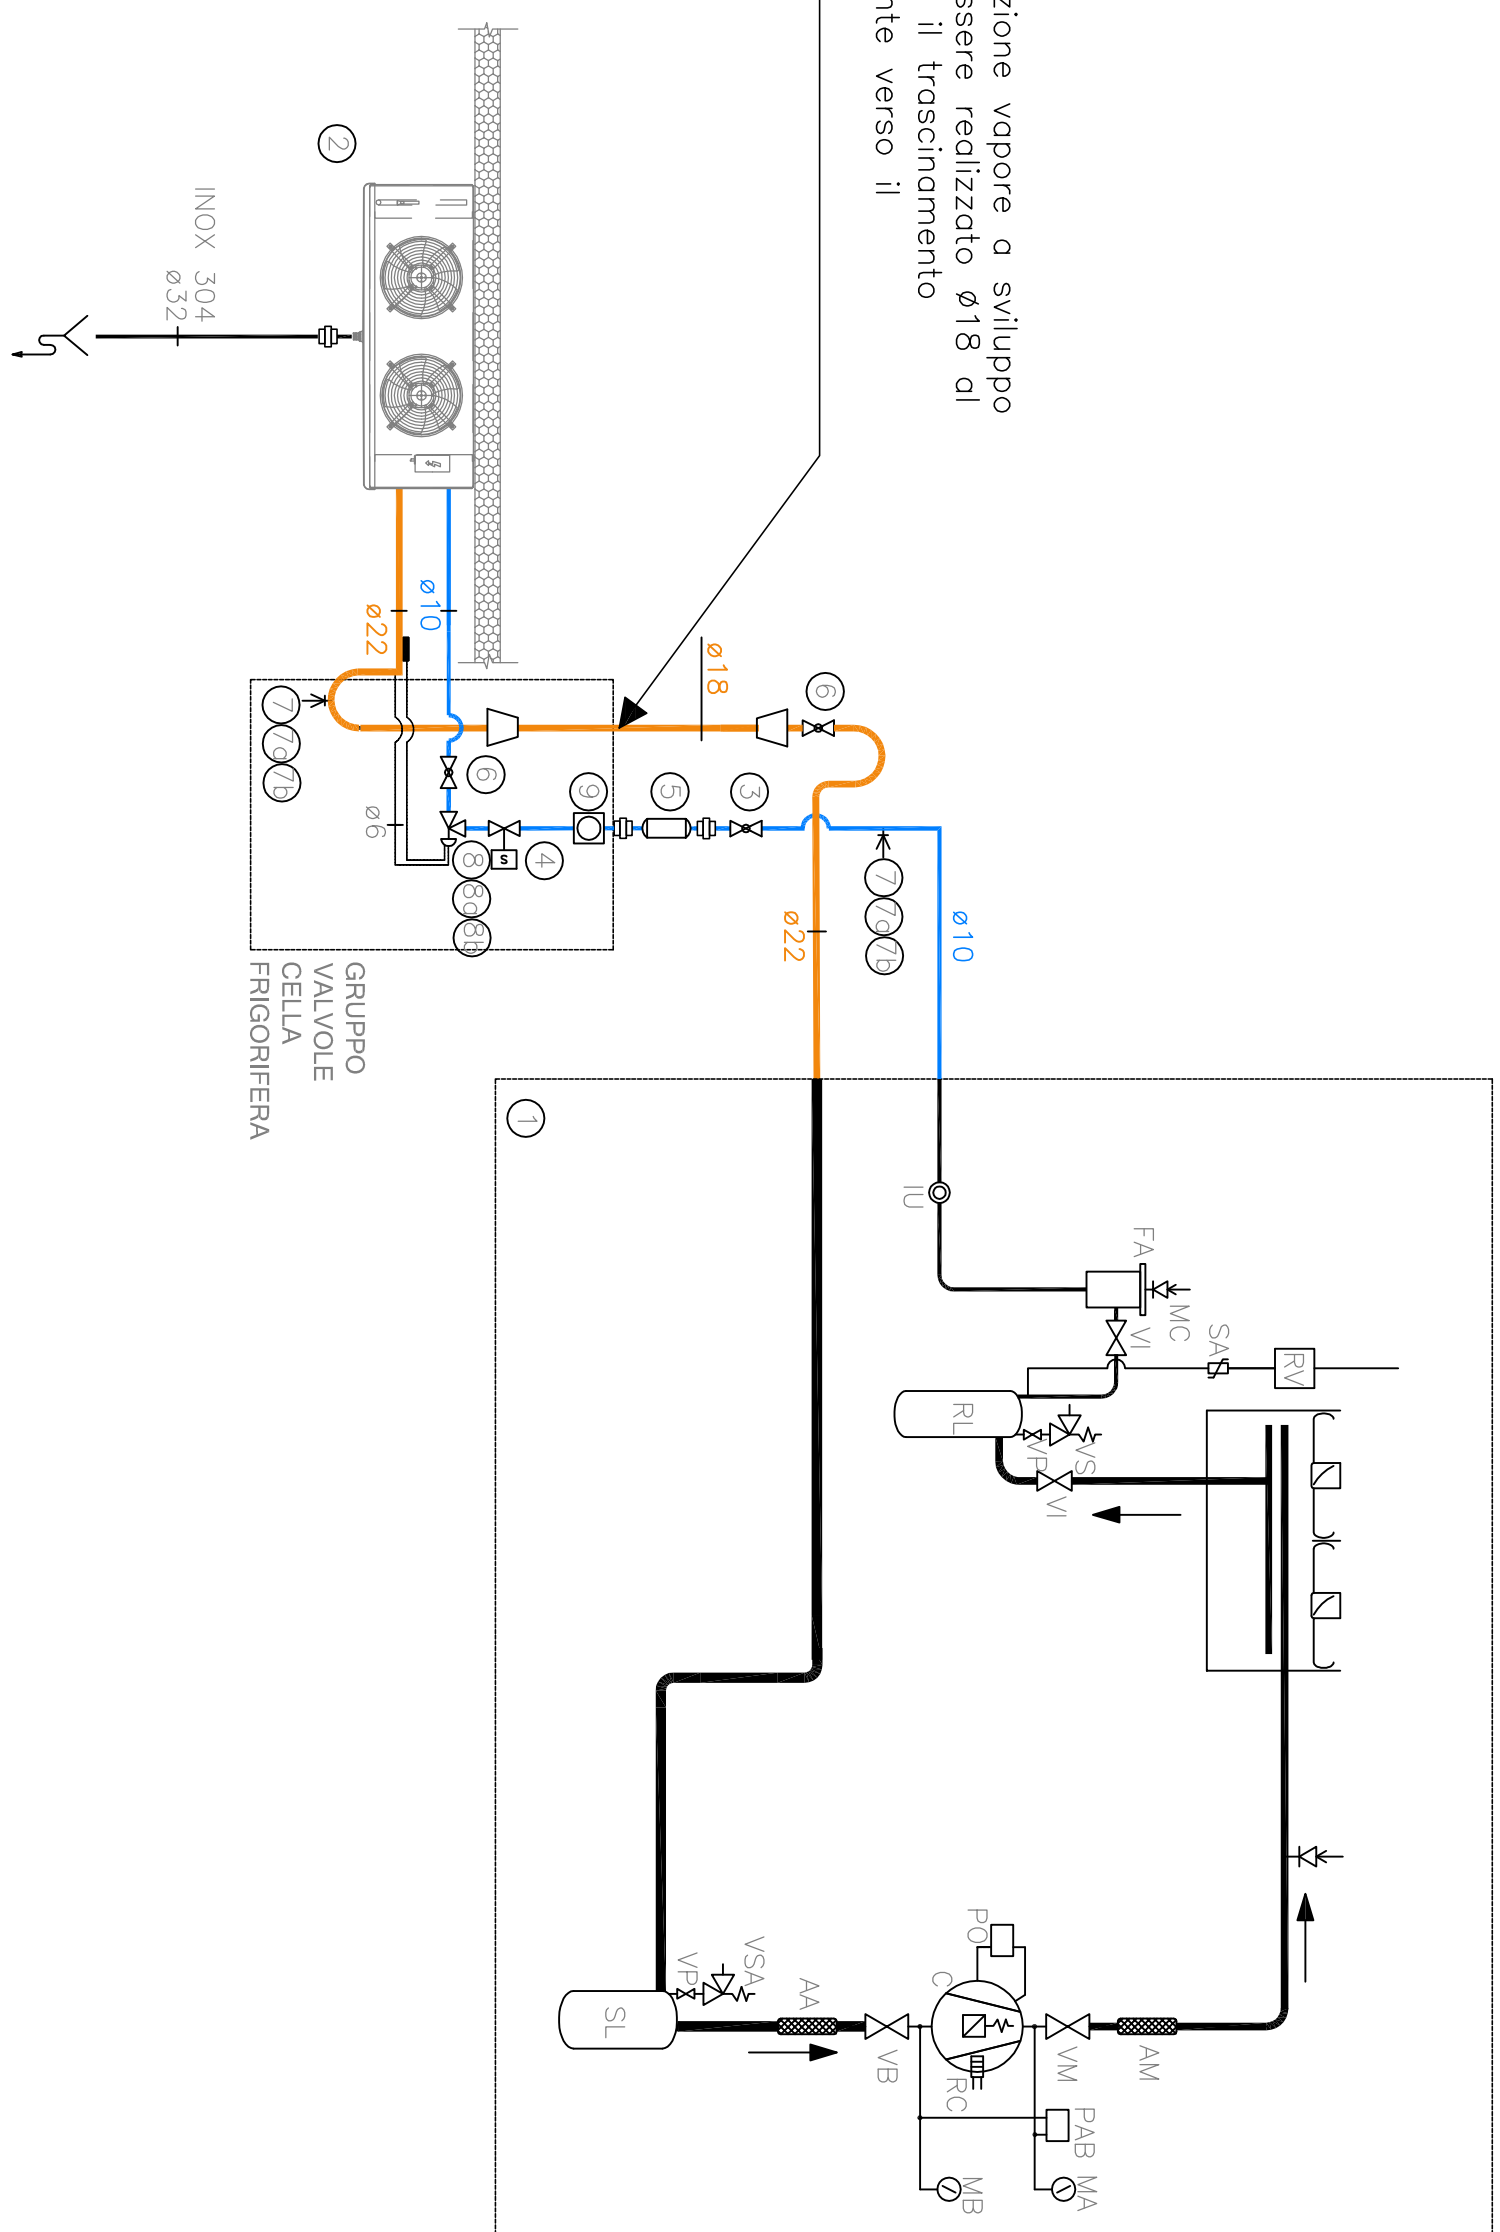 zione vapore a sviluppo
ssere realizzato ø18 al
il trascinamento
nte verso il
2
INOX 304
ø32
ø10
ø22
ø18
6
7
7a
7b
6
9
5
3
ø6
8
8a
8b
S
4
7
7a
7b
ø10
ø22
GRUPPO
VALVOLE
CELLA
FRIGORIFERA
1
IU
FA
MC
VI
SA
RV
RL
VP
VS
VI
PO
C
VSA
VP
AA
SL
VB
RC
VM
AM
PAB
MA
MB